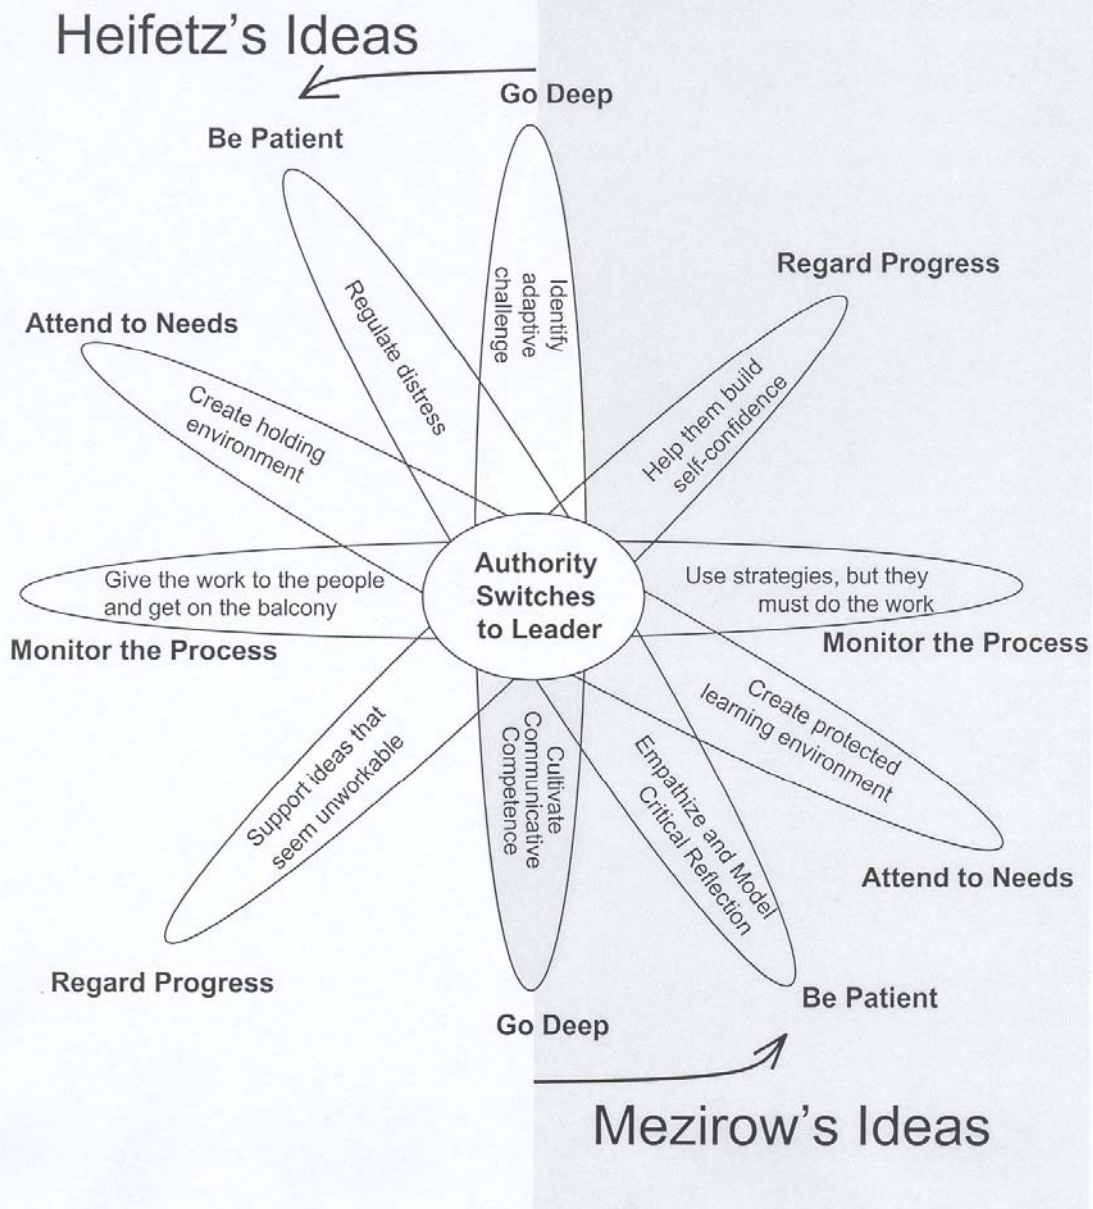 Heifetz's Ideas
Go Deep
Be Patient
Identify
adaptive
challenge
Regard Progress
Attend to Needs
Regulate distress
Help them build
self-confidence
Create holding
environment
Authority
Switches
to Leader
Give the work to the people
and get on the balcony
Use strategies, but they
must do the work
Monitor the Process
Monitor the Process
Create protected
learning environment
Support ideas that
seem unworkable
Cultivate
Communicative
Competence
Empathize and Model
Critical Reflection
Attend to Needs
Regard Progress
Be Patient
Go Deep
Mezirow's Ideas